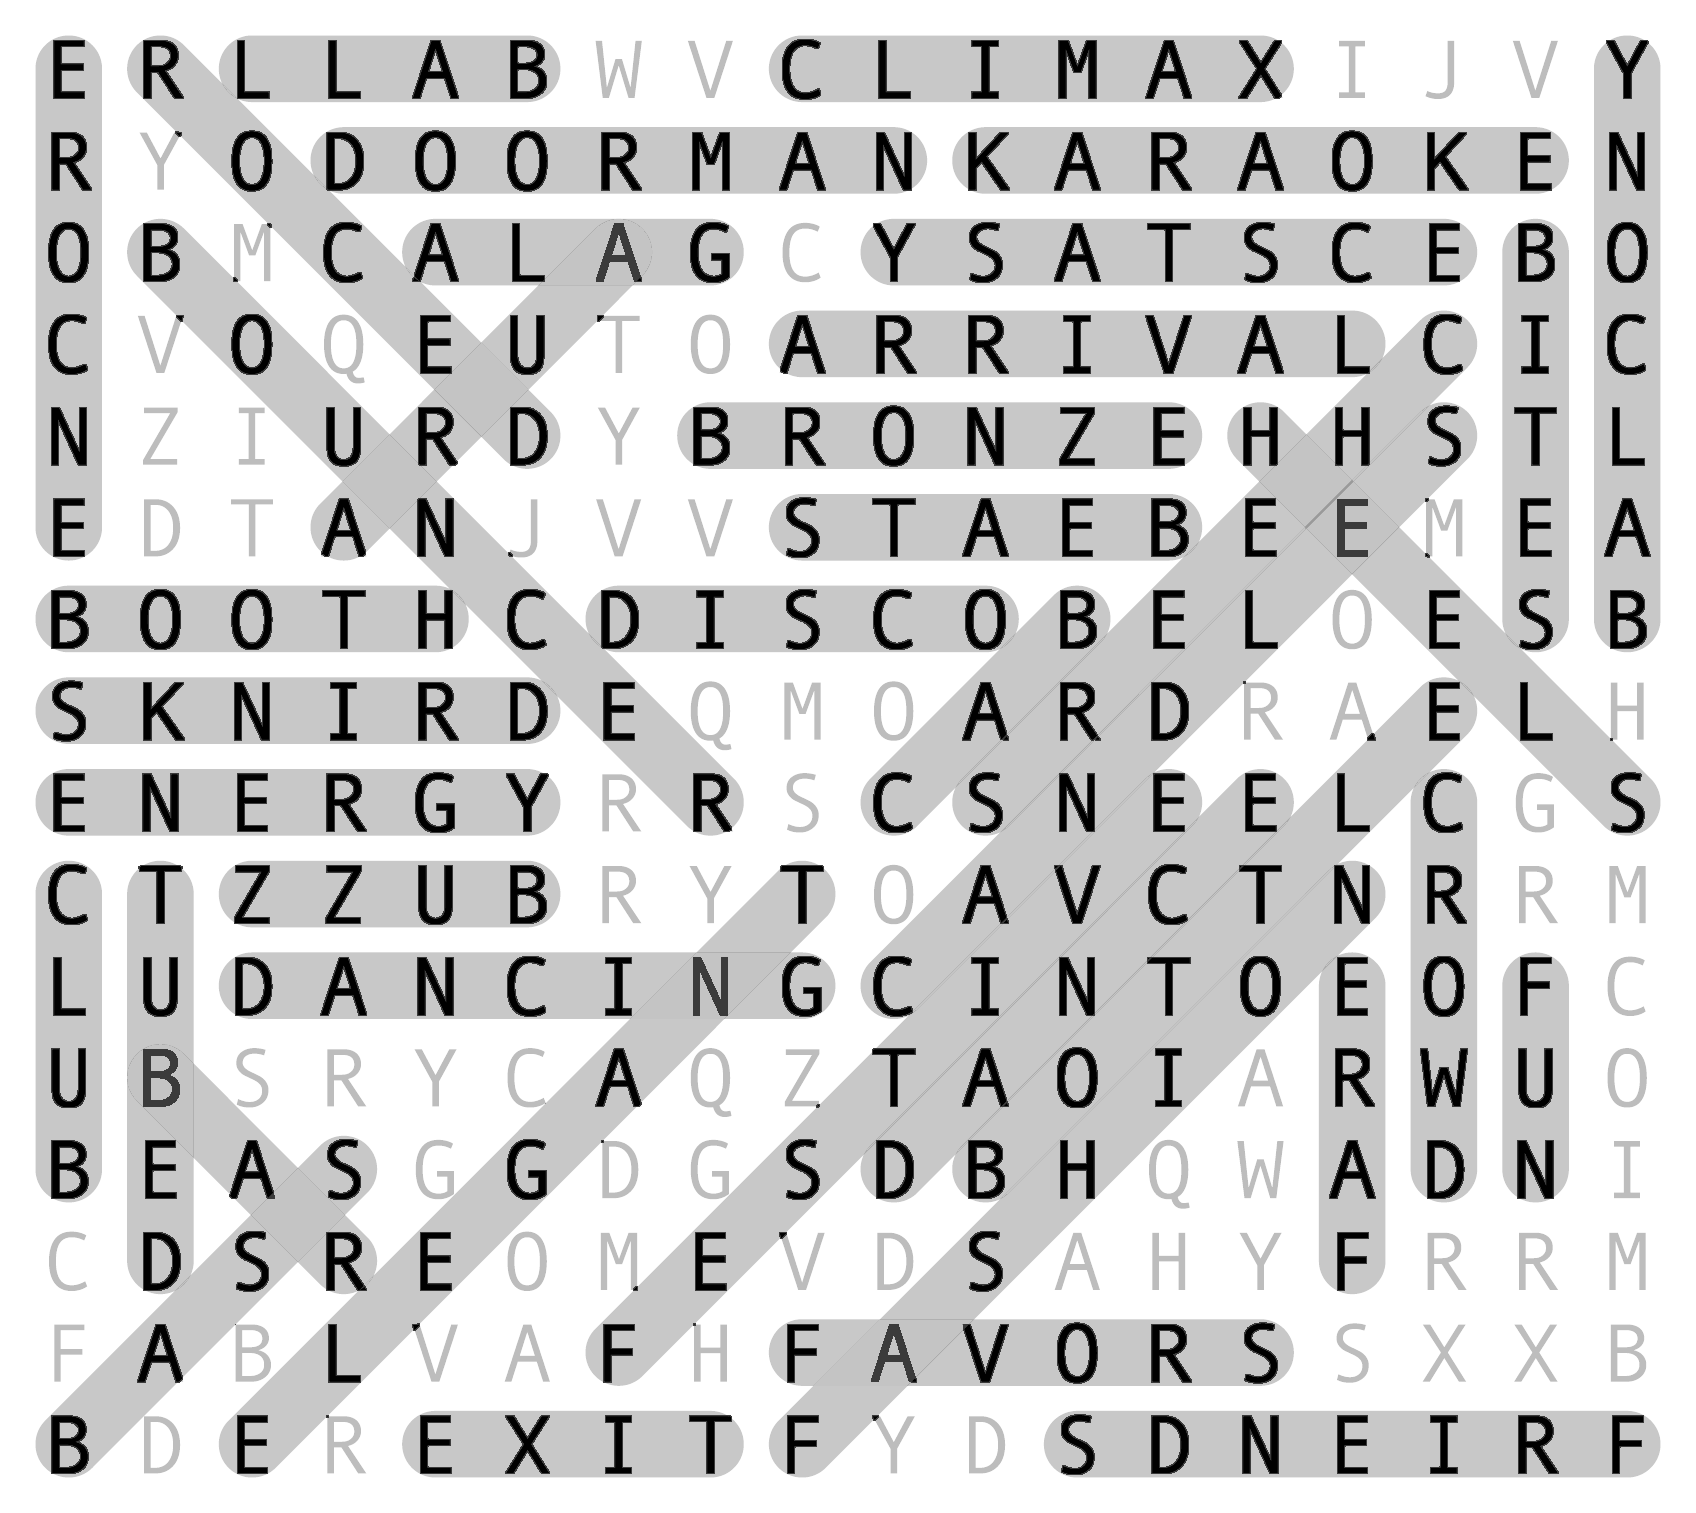 E R L L A B W V C L I M A X I J V Y
R Y O D O O R M A N K A R A O K E N
O B M C A L A G C Y S A T S C E B O
C V O Q E U T O A R R I V A L C I C
N Z I U R D Y B R O N Z E H H S T L
E D T A N J V V S T A E B E E M E A
B O O T H C D I S C O B E L O E S B
S K N I R D E Q M O A R D R A E L H
E N E R G Y R R S C S N E E L C G S
C T Z Z U B R Y T O A V C T N R R M
L U D A N C I N G C I N T O E O F C
U B S R Y C A Q Z T A O I A R W U O
B E A S G G D G S D B H Q W A D N I
C D S R E O M E V D S A H Y F R R M
F A B L V A F H F A V O R S S X X B
B D E R E X I T F Y D S D N E I R F